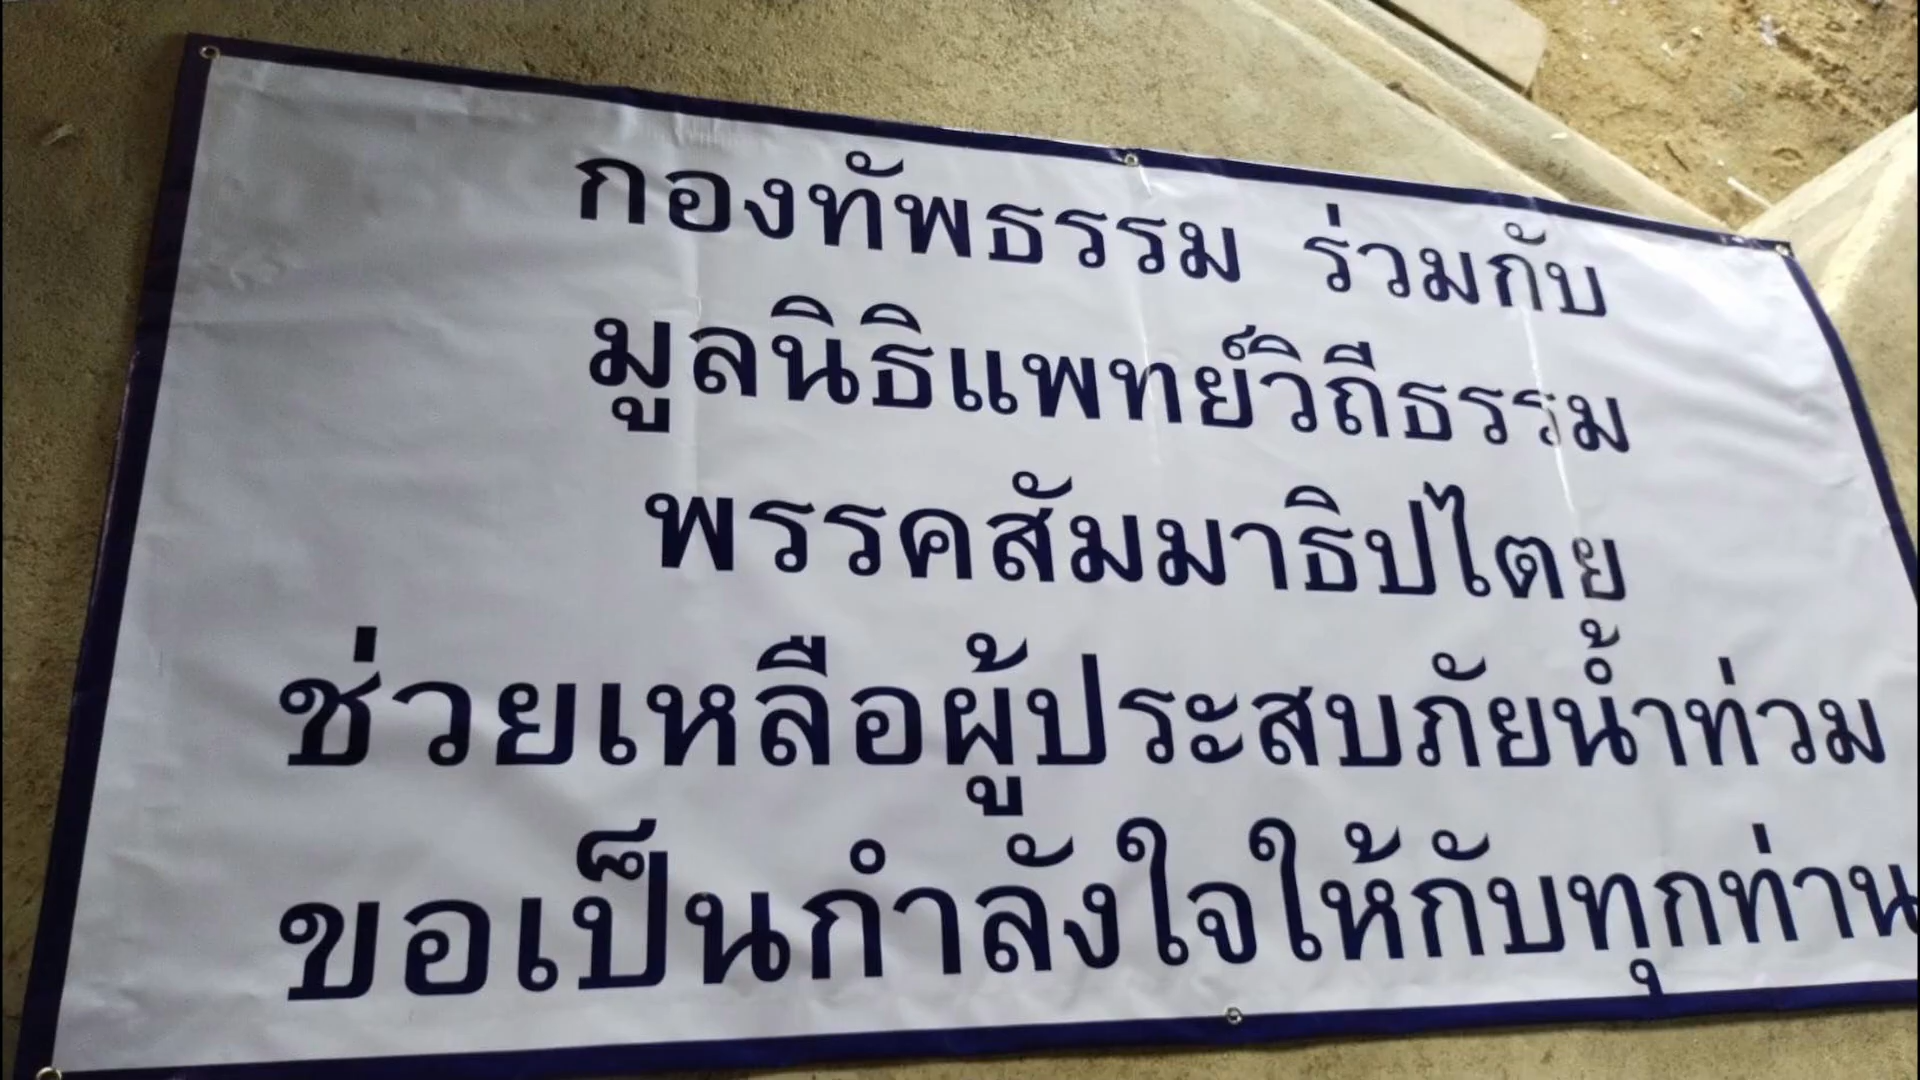 กองทัพธรรม ร่วมกับ
มูลนิธิแพทย์วิถีธรรม
พรรคสัมมาธิปไตย
ช่วยเหลือผู้ประสบภัยน้ำท่วม
ขอเป็นกำลังใจให้กับทุกท่าน